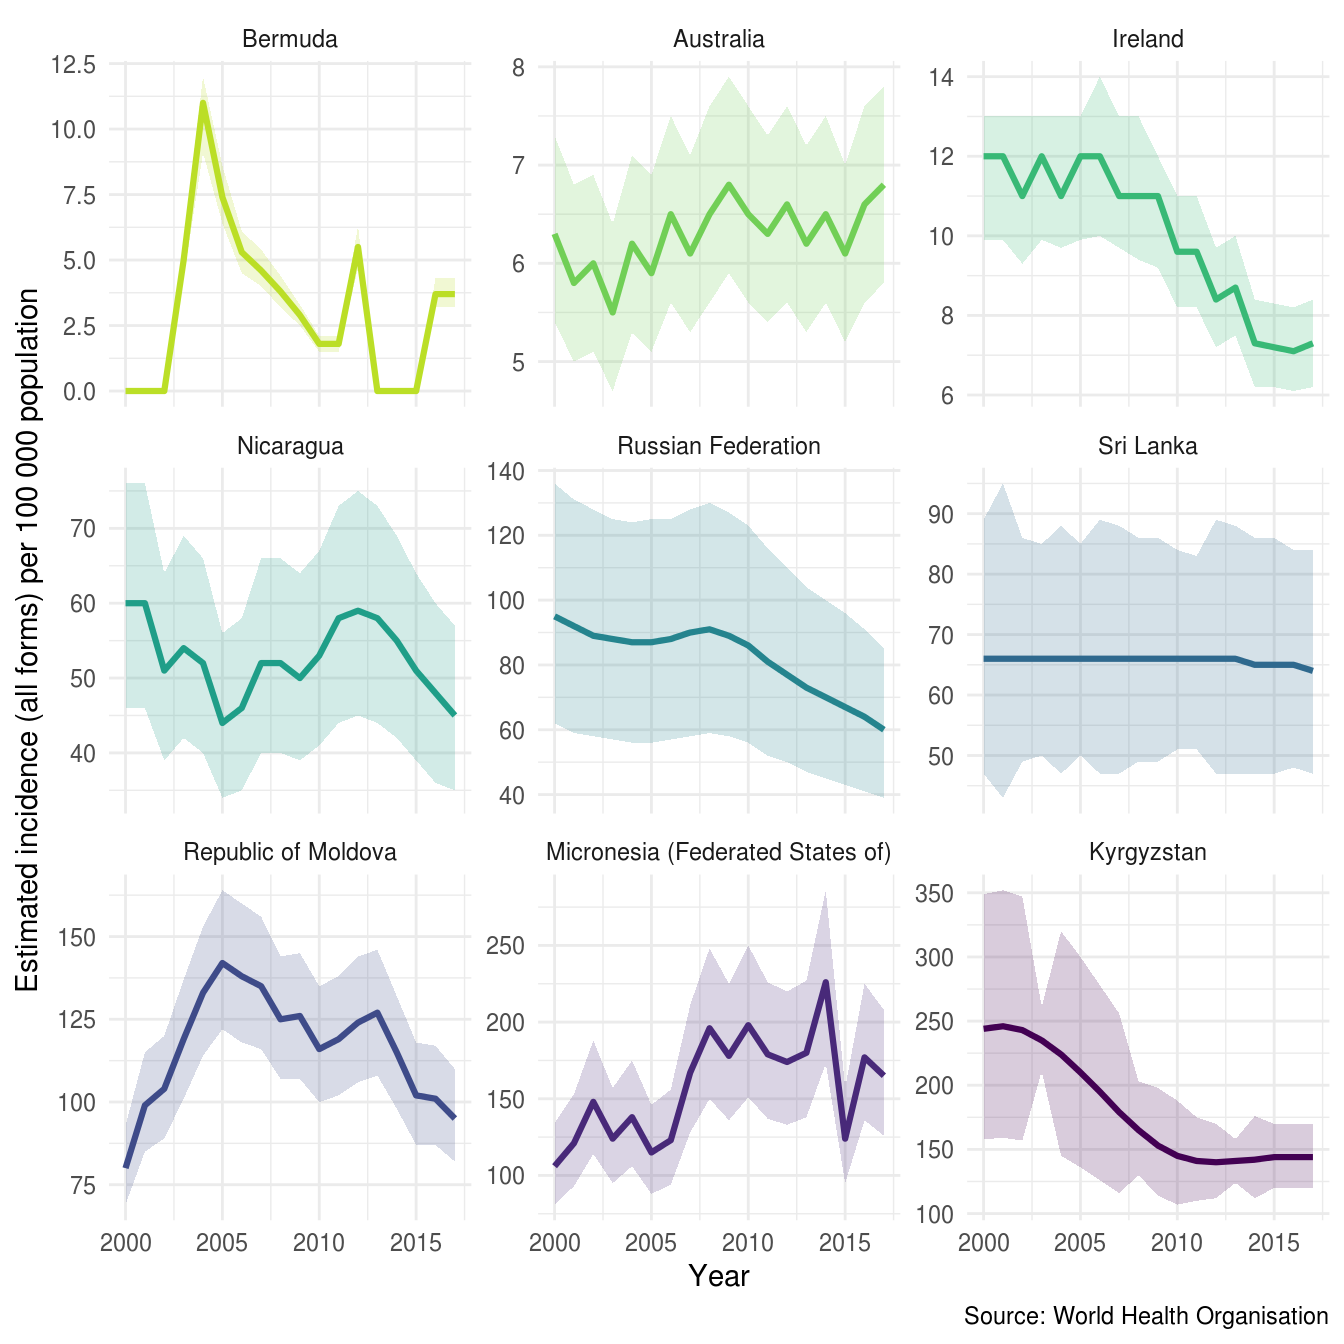 Bermuda
Australia
Ireland
12.5
10.0
7.5
5.0
2.5
0.0
8
7
6
5
14
12
10
8
6
Estimated incidence (all forms) per 100 000 population
Nicaragua
Russian Federation
Sri Lanka
70
60
50
40
140
120
100
80
60
40
90
80
70
60
50
Republic of Moldova
Micronesia (Federated States of)
Kyrgyzstan
150
125
100
75
250
200
150
100
350
300
250
200
150
100
2000 2005 2010 2015
2000 2005 2010 2015
2000 2005 2010 2015
Year
Source: World Health Organisation